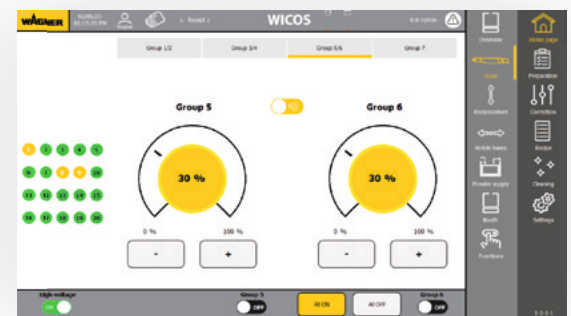 WAGNER
WICOS
Group 1/2
Group 3/4
Group 5/6
Group 7
Overview
Home page
Guns
Preparation
Group 5
Group 6
Reciprocators
Correction
Mobile bases
Recipe
1 2 3 4 5
6 7 8 9 10
11 12 13 14 15
16 17 18 19 20
30 %
30 %
Powder supply
Cleaning
0 %
100 %
0 %
100 %
Booth
Settings
- +
- +
Functions
High-voltage
ON
Group 5
OFF
All ON
All OFF
Group 6
OFF